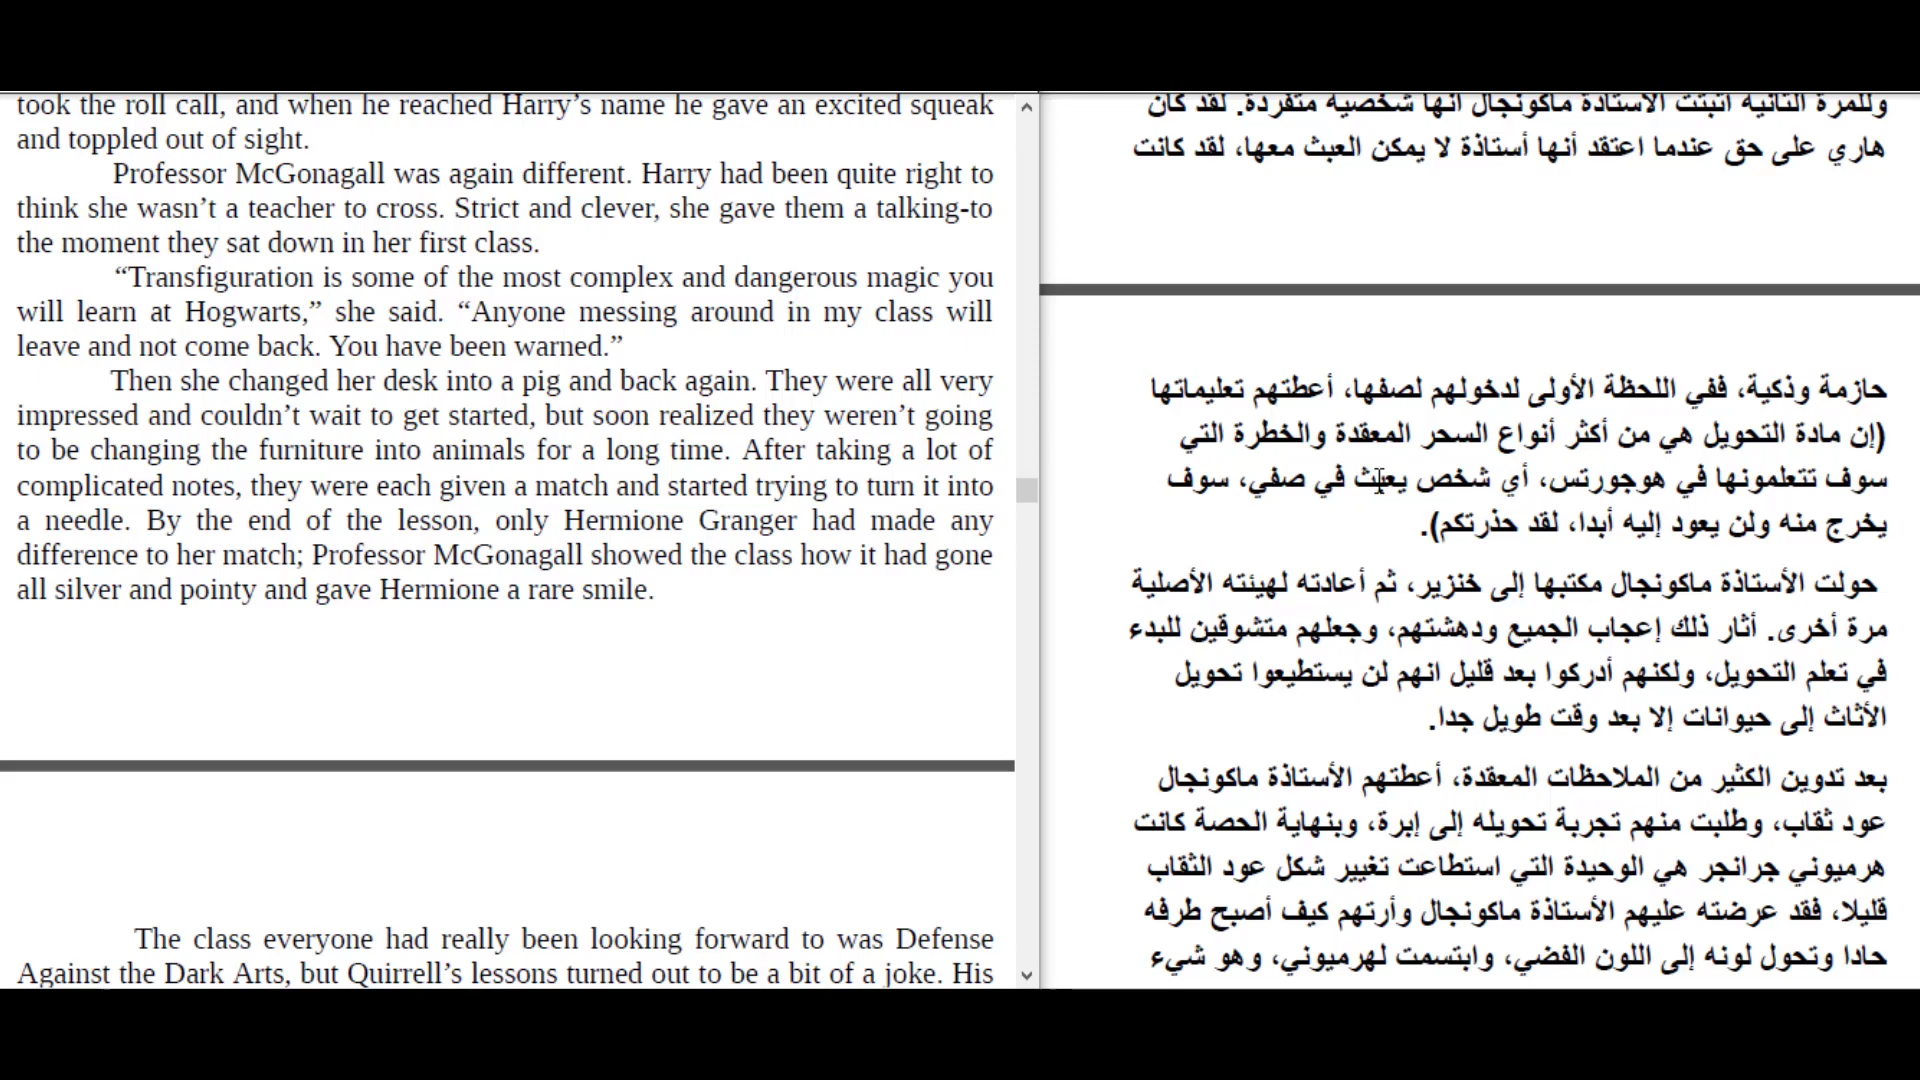 took the roll call, and when he reached Harry’s name he gave an excited squeak
and toppled out of sight.
Professor McGonagall was again different. Harry had been quite right to
think she wasn’t a teacher to cross. Strict and clever, she gave them a talking-to
the moment they sat down in her first class.
“Transfiguration is some of the most complex and dangerous magic you
will learn at Hogwarts,” she said. “Anyone messing around in my class will
leave and not come back. You have been warned.”
Then she changed her desk into a pig and back again. They were all very
impressed and couldn’t wait to get started, but soon realized they weren’t going
to be changing the furniture into animals for a long time. After taking a lot of
complicated notes, they were each given a match and started trying to turn it into
a needle. By the end of the lesson, only Hermione Granger had made any
difference to her match; Professor McGonagall showed the class how it had gone
all silver and pointy and gave Hermione a rare smile.
The class everyone had really been looking forward to was Defense
Against the Dark Arts, but Quirrell’s lessons turned out to be a bit of a joke. His
وللمرة الثانية أثبتت الأستاذة ماكونجال أنها شخصية متفردة. لقد كان
هاري على حق عندما اعتقد أنها أستاذة لا يمكن العبث معها، لقد كانت
حازمة وذكية، ففي اللحظة الأولى لدخولهم لصفها، أعطتهم تعليماتها
(إن مادة التحويل هي من أكثر أنواع السحر المعقدة والخطرة التي
سوف تتعلمونها في هوجورتس، أي شخص يعبث في صفي، سوف
يخرج منه ولن يعود إليه أبدا، لقد حذرتكم).
حولت الأستاذة ماكونجال مكتبها إلى خنزير، ثم أعادته لهيئته الأصلية
مرة أخرى. أثار ذلك إعجاب الجميع ودهشتهم، وجعلهم متشوقين للبدء
في تعلم التحويل، ولكنهم أدركوا بعد قليل انهم لن يستطيعوا تحويل
الأثاث إلى حيوانات إلا بعد وقت طويل جدا.
بعد تدوين الكثير من الملاحظات المعقدة، أعطتهم الأستاذة ماكونجال
عود ثقاب، وطلبت منهم تجربة تحويله إلى إبرة، وبنهاية الحصة كانت
هرميوني جرانجر هي الوحيدة التي استطاعت تغيير شكل عود الثقاب
قليلا، فقد عرضته عليهم الأستاذة ماكونجال وأرتهم كيف أصبح طرفه
حادا وتحول لونه إلى اللون الفضي، وابتسمت لهرميوني، وهو شيء